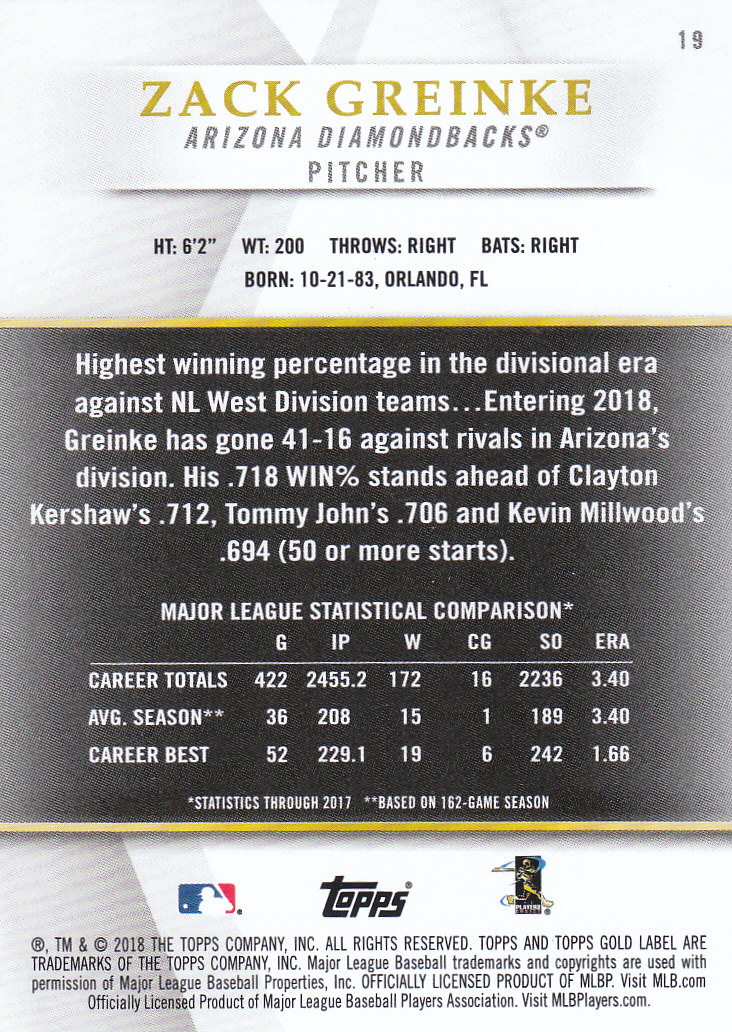 19
ZACK GREINKE
ARIZONA DIAMONDBACKS®
PITCHER
HT: 6'2" WT: 200 THROWS: RIGHT BATS: RIGHT
BORN: 10-21-83, ORLANDO, FL
Highest winning percentage in the divisional era
against NL West Division teams...Entering 2018,
Greinke has gone 41-16 against rivals in Arizona's
division. His .718 WIN% stands ahead of Clayton
Kershaw's .712, Tommy John's .706 and Kevin Millwood's
.694 (50 or more starts).
MAJOR LEAGUE STATISTICAL COMPARISON*
G IP W CG SO ERA
CAREER TOTALS 422 2455.2 172 16 2236 3.40
AVG. SEASON** 36 208 15 1 189 3.40
CAREER BEST 52 229.1 19 6 242 1.66
*STATISTICS THROUGH 2017 **BASED ON 162-GAME SEASON
topps®
PLAYERS
CHOICE
®, TM & © 2018 THE TOPPS COMPANY, INC. ALL RIGHTS RESERVED. TOPPS AND TOPPS GOLD LABEL ARE
TRADEMARKS OF THE TOPPS COMPANY, INC. Major League Baseball trademarks and copyrights are used with
permission of Major League Baseball Properties, Inc. OFFICIALLY LICENSED PRODUCT OF MLBP. Visit MLB.com
Officially Licensed Product of Major League Baseball Players Association. Visit MLBPlayers.com.